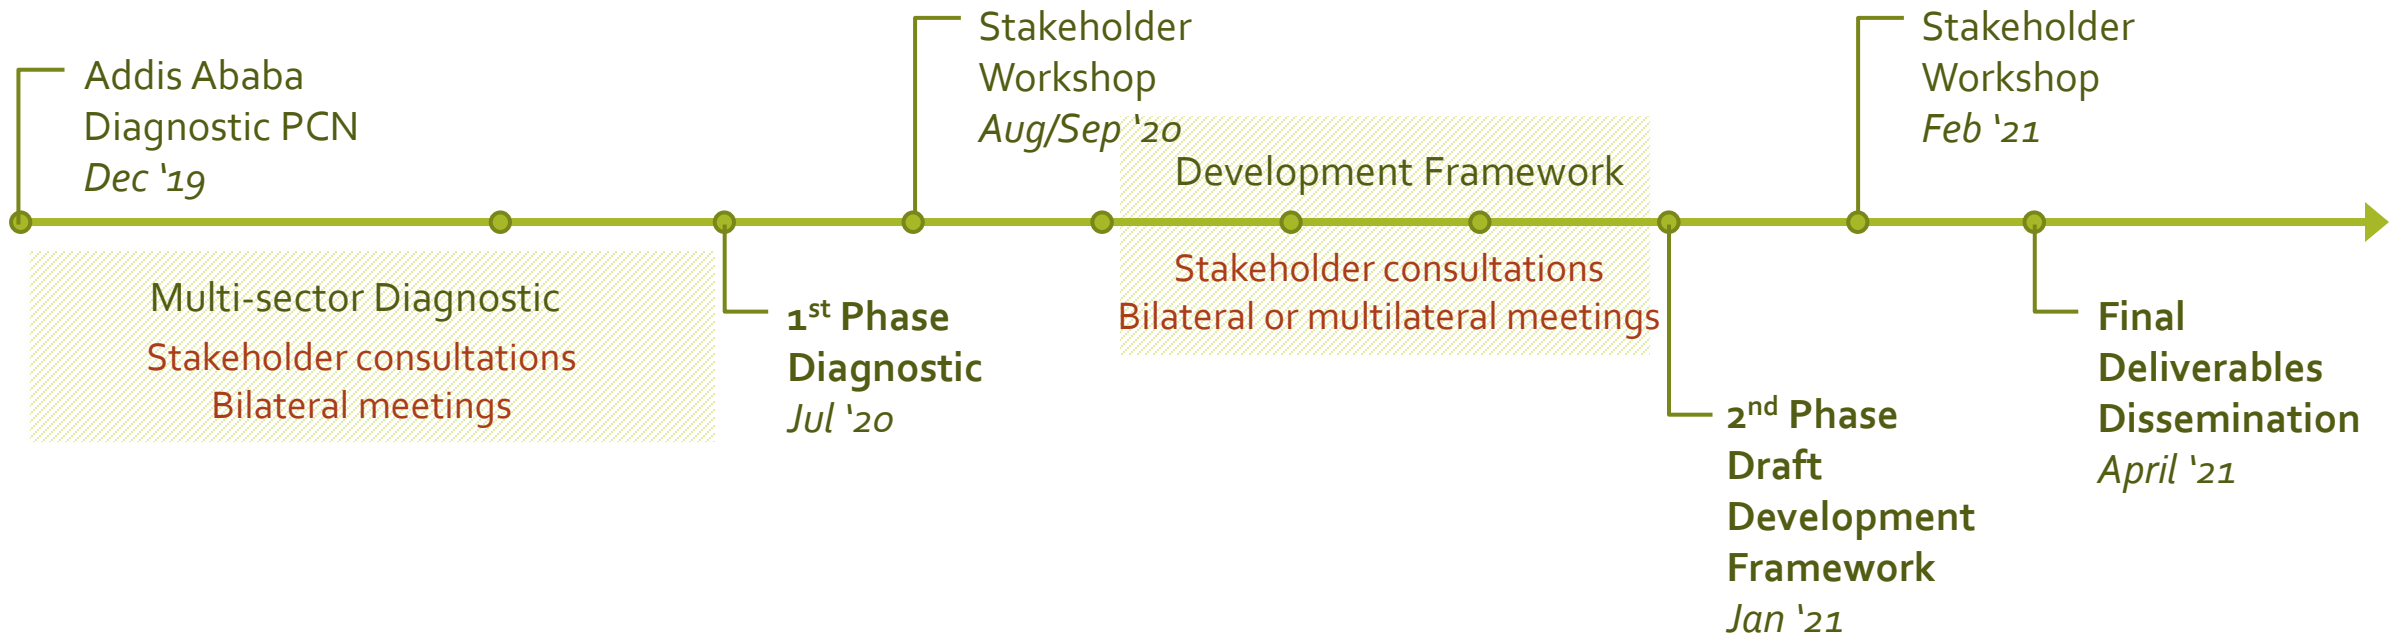 Addis Ababa
Diagnostic PCN
Dec ‘19
Multi-sector Diagnostic
Stakeholder consultations
Bilateral meetings
1st Phase
Diagnostic
Jul ‘20
Stakeholder
Workshop
Aug/Sep ‘20
Development Framework
Stakeholder consultations
Bilateral or multilateral meetings
2nd Phase
Draft
Development
Framework
Jan ‘21
Stakeholder
Workshop
Feb ‘21
Final
Deliverables
Dissemination
April ‘21